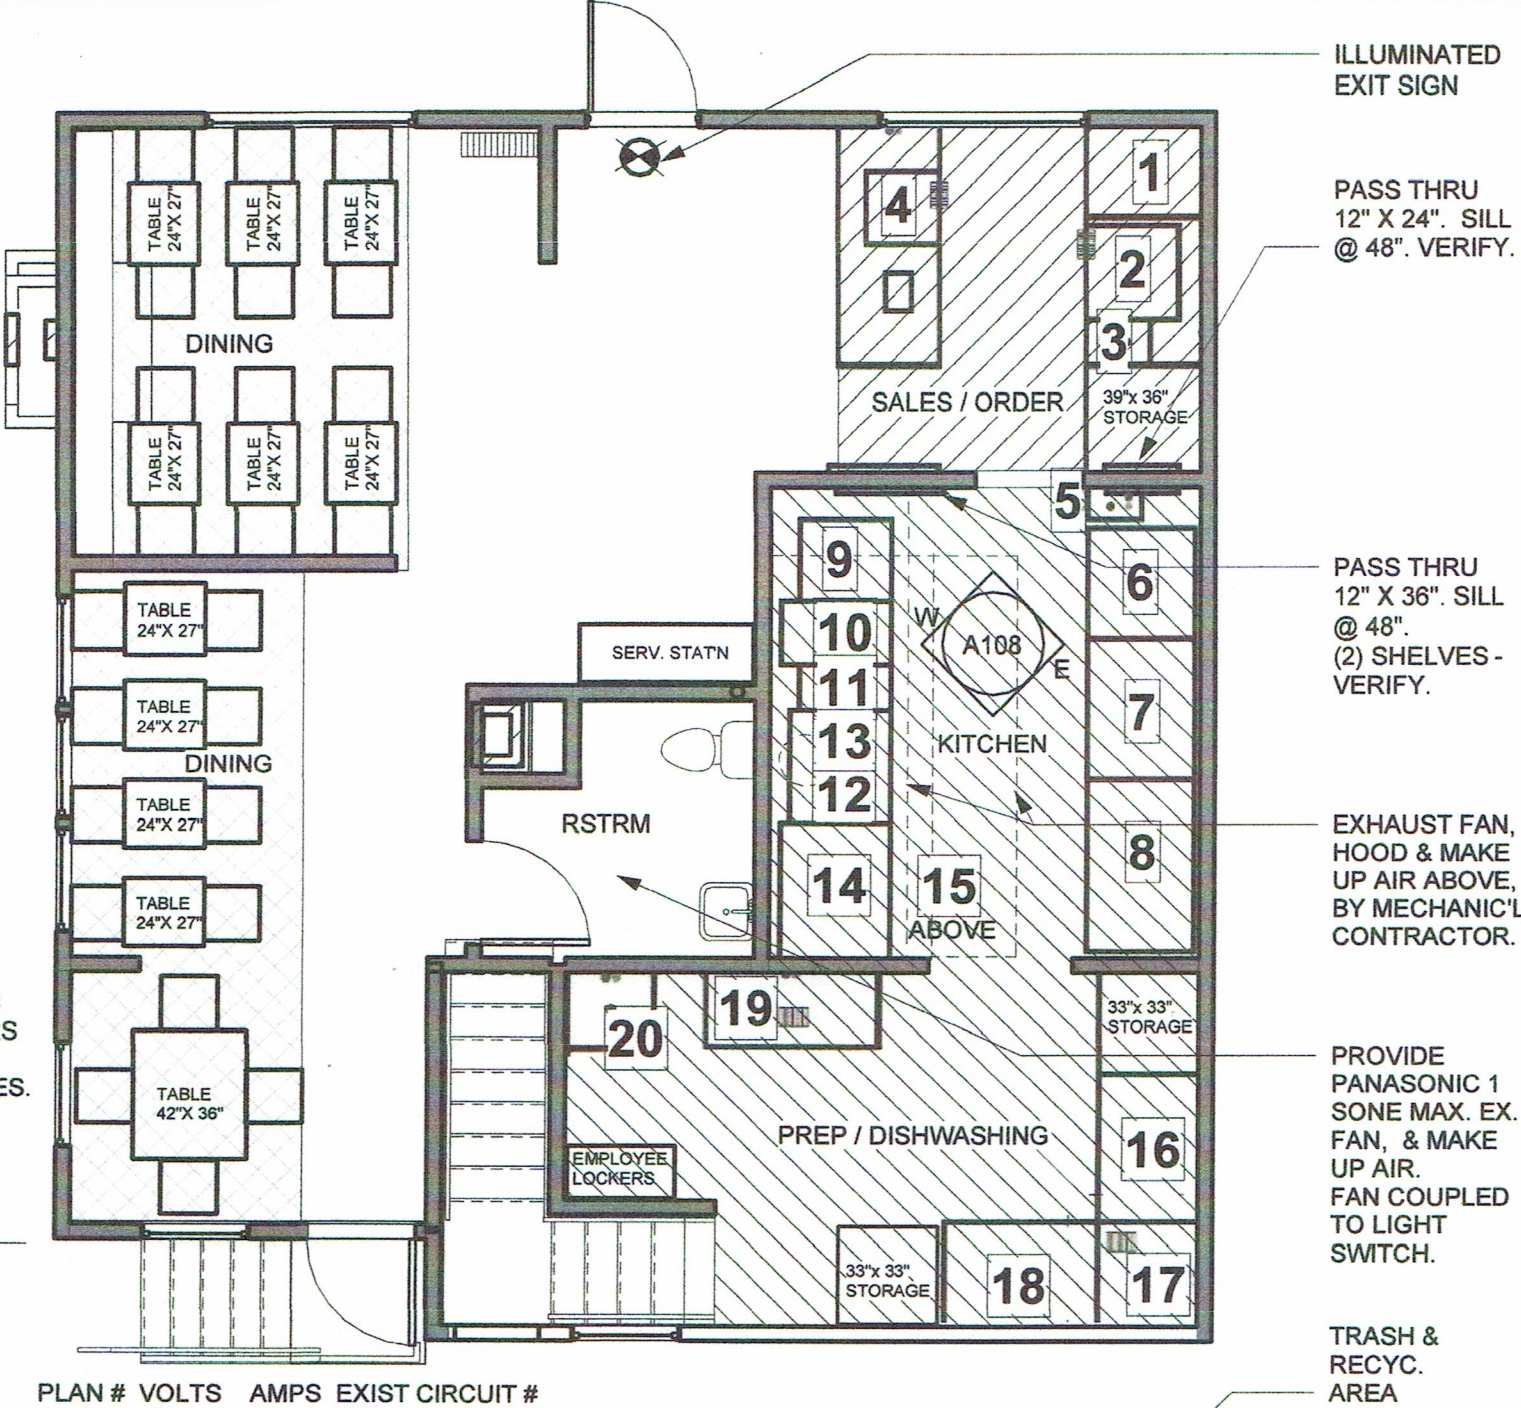 ILLUMINATED
EXIT SIGN
PASS THRU
12" X 24". SILL
@ 48". VERIFY.
PASS THRU
12" X 36". SILL
@ 48".
(2) SHELVES -
VERIFY.
EXHAUST FAN,
HOOD & MAKE
UP AIR ABOVE,
BY MECHANIC'L
CONTRACTOR.
PROVIDE
PANASONIC 1
SONE MAX. EX.
FAN, & MAKE
UP AIR.
FAN COUPLED
TO LIGHT
SWITCH.
TRASH &
RECYC.
AREA
TABLE
24"X 27"
TABLE
24"X 27"
TABLE
24"X 27"
DINING
TABLE
24"X 27"
TABLE
24"X 27"
TABLE
24"X 27"
TABLE
24"X 27"
TABLE
24"X 27"
DINING
TABLE
24"X 27"
TABLE
24"X 27"
TABLE
42"X 36"
1
2
3
4
SALES / ORDER
39"x 36"
STORAGE
5
6
7
8
9
10
11
13
12
14
15
ABOVE
W
A108
E
KITCHEN
SERV. STAT'N
RSTRM
19
20
33"x 33"
STORAGE
PREP / DISHWASHING
EMPLOYEE
LOCKERS
16
17
18
33"x 33"
STORAGE
S
ES.
PLAN # VOLTS AMPS EXIST CIRCUIT #